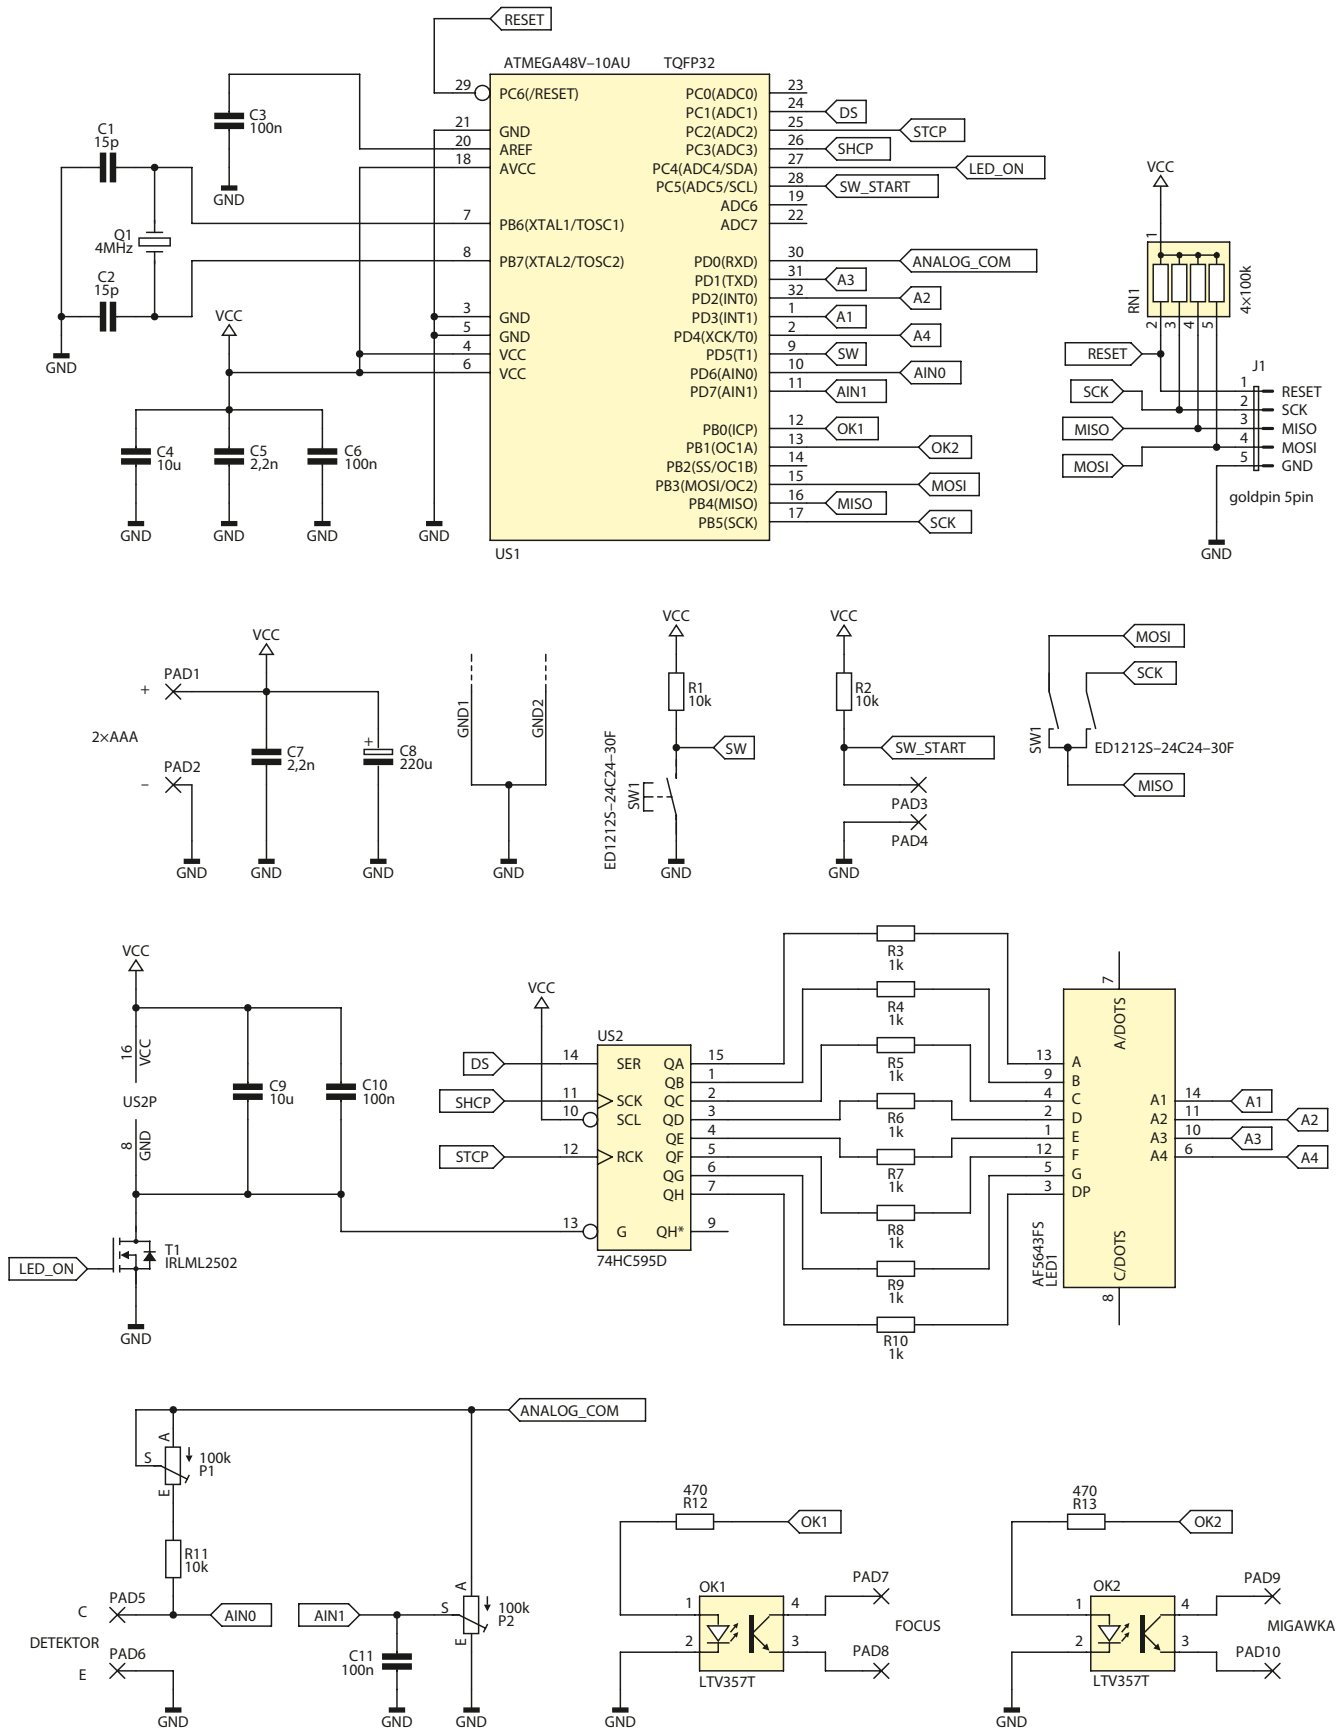 RESET
ATMEGA48V–10AU TQFP32
29 PC6(/RESET) PC0(ADC0) 23
PC1(ADC1) 24 DS
21 GND PC2(ADC2) 25 STCP
20 AREF PC3(ADC3) 26 SHCP
18 AVCC PC4(ADC4/SDA) 27 LED_ON
PC5(ADC5/SCL) 28 SW_START
ADC6 19
7 PB6(XTAL1/TOSC1) ADC7 22
8 PB7(XTAL2/TOSC2) PD0(RXD) 30 ANALOG_COM
PD1(TXD) 31 A3
PD2(INT0) 32 A2
3 GND PD3(INT1) 1 A1
5 GND PD4(XCK/T0) 2 A4
4 VCC PD5(T1) 9 SW
6 VCC PD6(AIN0) 10 AIN0
PD7(AIN1) 11 AIN1
PB0(ICP) 12 OK1
PB1(OC1A) 13 OK2
PB2(SS/OC1B) 14
PB3(MOSI/OC2) 15 MOSI
PB4(MISO) 16 MISO
PB5(SCK) 17 SCK
US1
C3
100n
GND
C1
15p
Q1
4MHz
C2
15p
GND
VCC
C4
10u
C5
2,2n
C6
100n
GND GND GND GND
VCC
1
RN1
4×100k
2 3 4 5
RESET
J1
SCK 1 RESET
2 SCK
MISO 3 MISO
4 MOSI
MOSI 5 GND
goldpin 5pin
GND
VCC
+ PAD1
2×AAA
– PAD2
C7
2,2n
+
C8
220u
GND GND GND
GND1 GND2
GND
VCC
R1
10k
SW
SW1
ED1212S–24C24–30F
GND
VCC
R2
10k
SW_START
PAD3
PAD4
GND
MOSI
SCK
SW1
ED1212S–24C24–30F
MISO
VCC
16 VCC
US2P
8 GND
C9
10u
C10
100n
LED_ON
T1
IRLML2502
GND
VCC
US2
DS 14 SER QA 15
QB 1
SHCP 11 SCK QC 2
10 SCL QD 3
QE 4
STCP 12 RCK QF 5
QG 6
QH 7
13 G QH* 9
74HC595D
R3
1k
R4
1k
R5
1k
R6
1k
R7
1k
R8
1k
R9
1k
R10
1k
7
A/DOTS
13 A
9 B
4 C A1 14 A1
2 D A2 11 A2
1 E A3 10 A3
12 F A4 6 A4
5 G
3 DP
AF5643FS
LED1
C/DOTS
8
ANALOG_COM
A
S 100k
P1
E
R11
10k
C PAD5 AIN0
DETEKTOR
E PAD6
GND
AIN1
A
S 100k
P2
E
C11
100n
GND GND
470
R12
OK1
OK1
1 4 PAD7
FOCUS
2 3 PAD8
LTV357T
GND
470
R13
OK2
OK2
1 4 PAD9
MIGAWKA
2 3 PAD10
LTV357T
GND